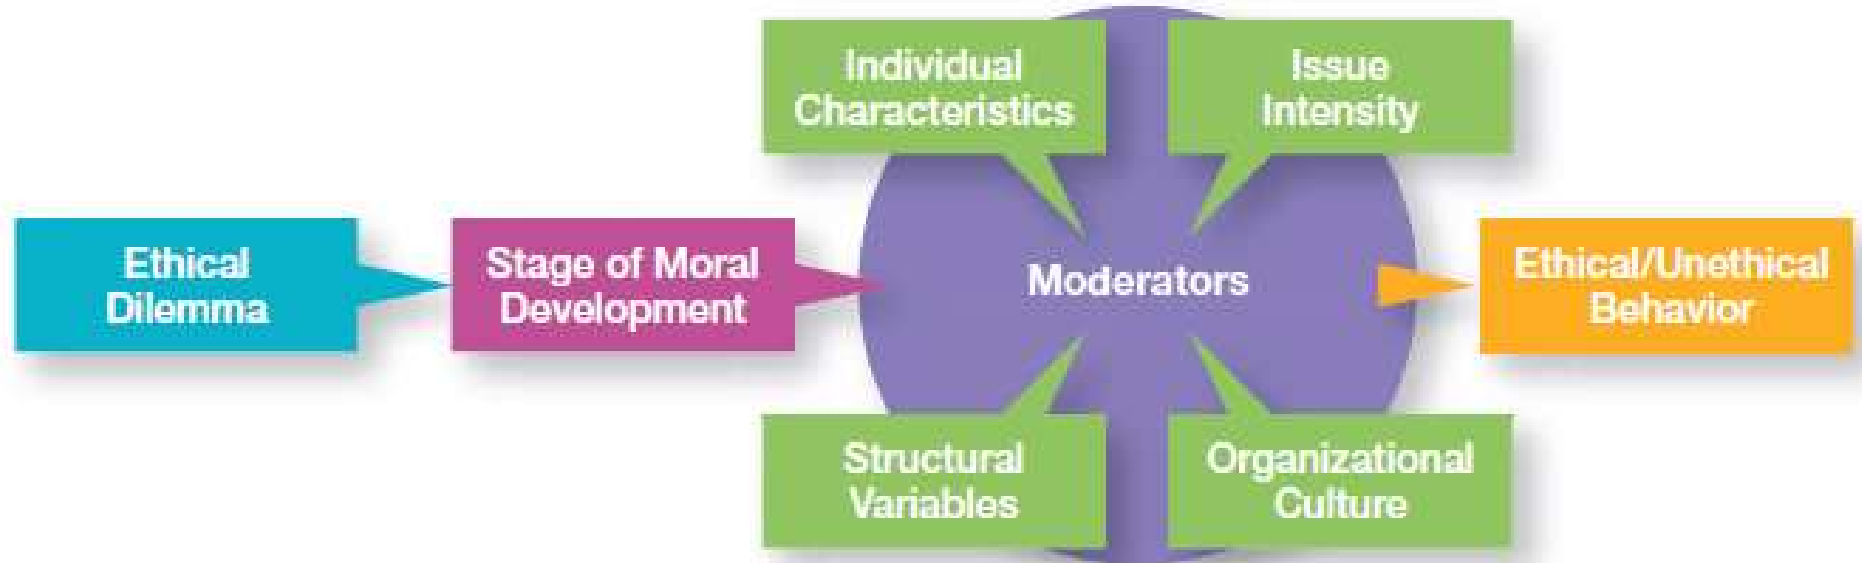 Individual
Characteristics
Issue
Intensity
Ethical
Dilemma
Stage of Moral
Development
Moderators
Ethical/Unethical
Behavior
Structural
Variables
Organizational
Culture